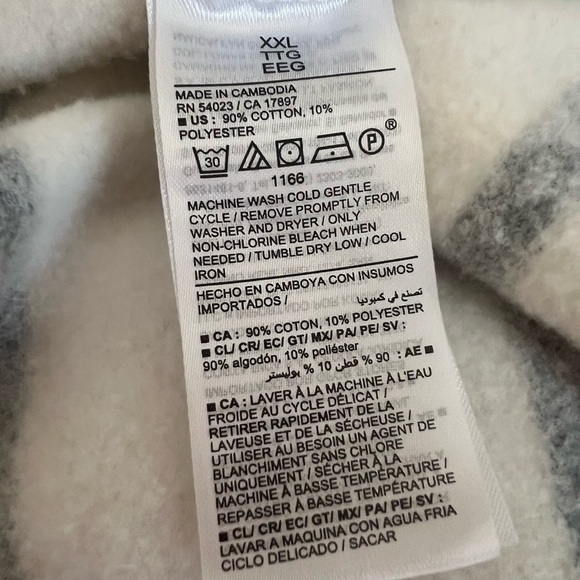 XXL
TTG
EEG
MADE IN CAMBODIA
RN 54023 / CA 17897
■ US : 90% COTTON, 10%
POLYESTER
30 P ®
1166
MACHINE WASH COLD GENTLE
CYCLE / REMOVE PROMPTLY FROM
WASHER AND DRYER / ONLY
NON-CHLORINE BLEACH WHEN
NEEDED / TUMBLE DRY LOW / COOL
IRON
HECHO EN CAMBOYA CON INSUMOS
IMPORTADOS / تصنع في كمبوديا
■ CA : 90% COTTON, 10% POLYESTER
■ CL/ CR/ EC/ GT/ MX/ PA/ PE/ SV :
90% algodón, 10% poliéster
■ AE : 90 % قطن 10 % بوليستر
■ CA : LAVER À LA MACHINE À L'EAU
FROIDE AU CYCLE DÉLICAT /
RETIRER RAPIDEMENT DE LA
LAVEUSE ET DE LA SÉCHEUSE /
UTILISER AU BESOIN UN AGENT DE
BLANCHIMENT SANS CHLORE
UNIQUEMENT / SÉCHER À LA
MACHINE À BASSE TEMPÉRATURE /
REPASSER À BASSE TEMPÉRATURE
■ CL/ CR/ EC/ GT/ MX/ PA/ PE/ SV :
LAVAR A MAQUINA CON AGUA FRIA
CICLO DELICADO / SACAR